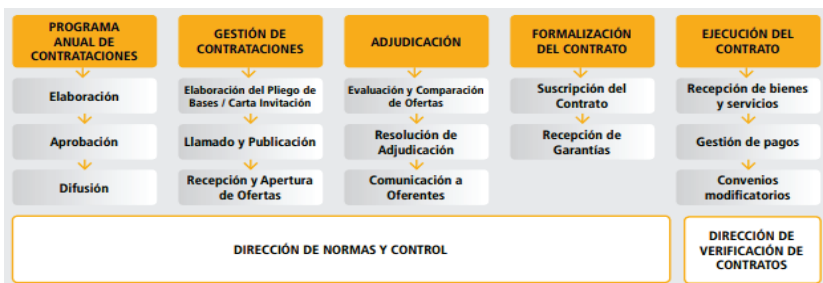 PROGRAMA
ANUAL DE
CONTRATACIONES
Elaboración
Aprobación
Difusión
GESTIÓN DE
CONTRATACIONES
Elaboración del Pliego de
Bases / Carta Invitación
Llamado y Publicación
Recepción y Apertura
de Ofertas
ADJUDICACIÓN
Evaluación y Comparación
de Ofertas
Resolución de
Adjudicación
Comunicación a
Oferentes
FORMALIZACIÓN
DEL CONTRATO
Suscripción del
Contrato
Recepción de
Garantías
EJECUCIÓN DEL
CONTRATO
Recepción de bienes
y servicios
Gestión de pagos
Convenios
modificatorios
DIRECCIÓN DE NORMAS Y CONTROL
DIRECCIÓN DE
VERIFICACIÓN DE
CONTRATOS